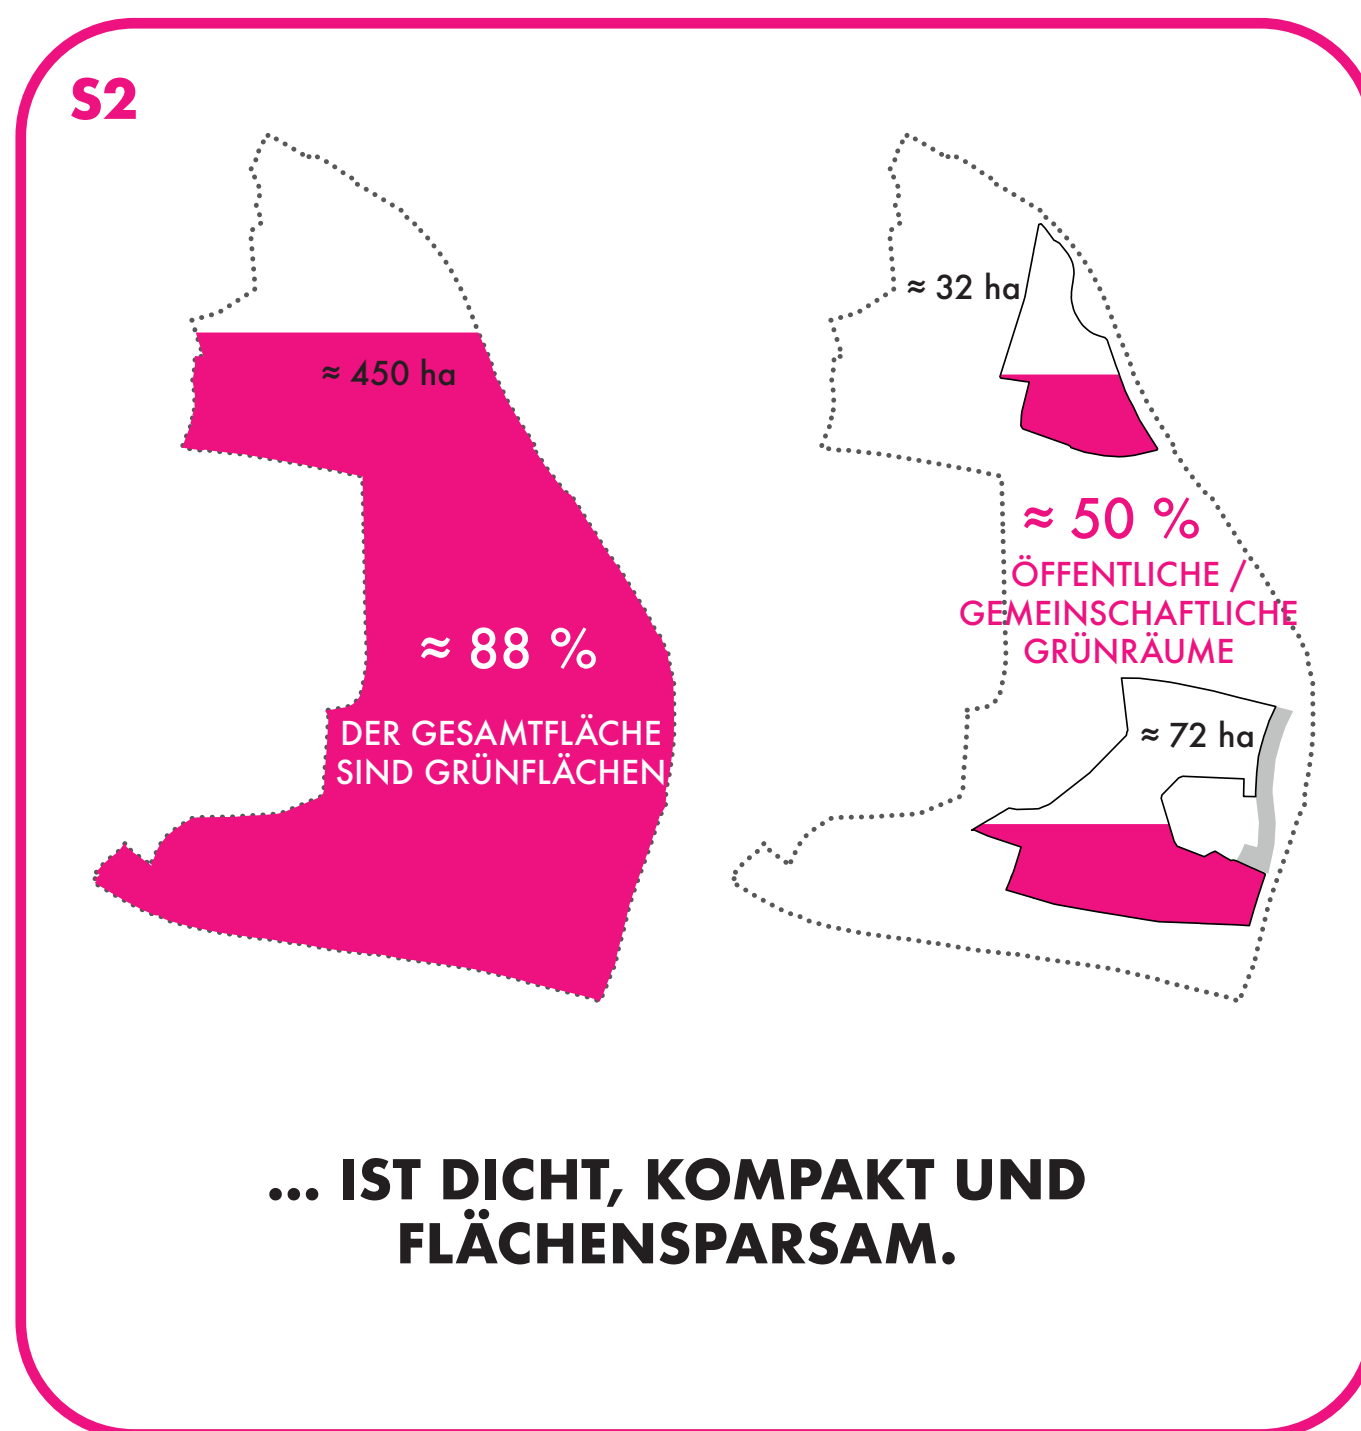 S2
≈ 450 ha
≈ 88 %
DER GESAMTFLÄCHE
SIND GRÜNFLÄCHEN
≈ 32 ha
≈ 50 %
ÖFFENTLICHE /
GEMEINSCHAFTLICHE
GRÜNRÄUME
≈ 72 ha
... IST DICHT, KOMPAKT UND
FLÄCHENSPARSAM.